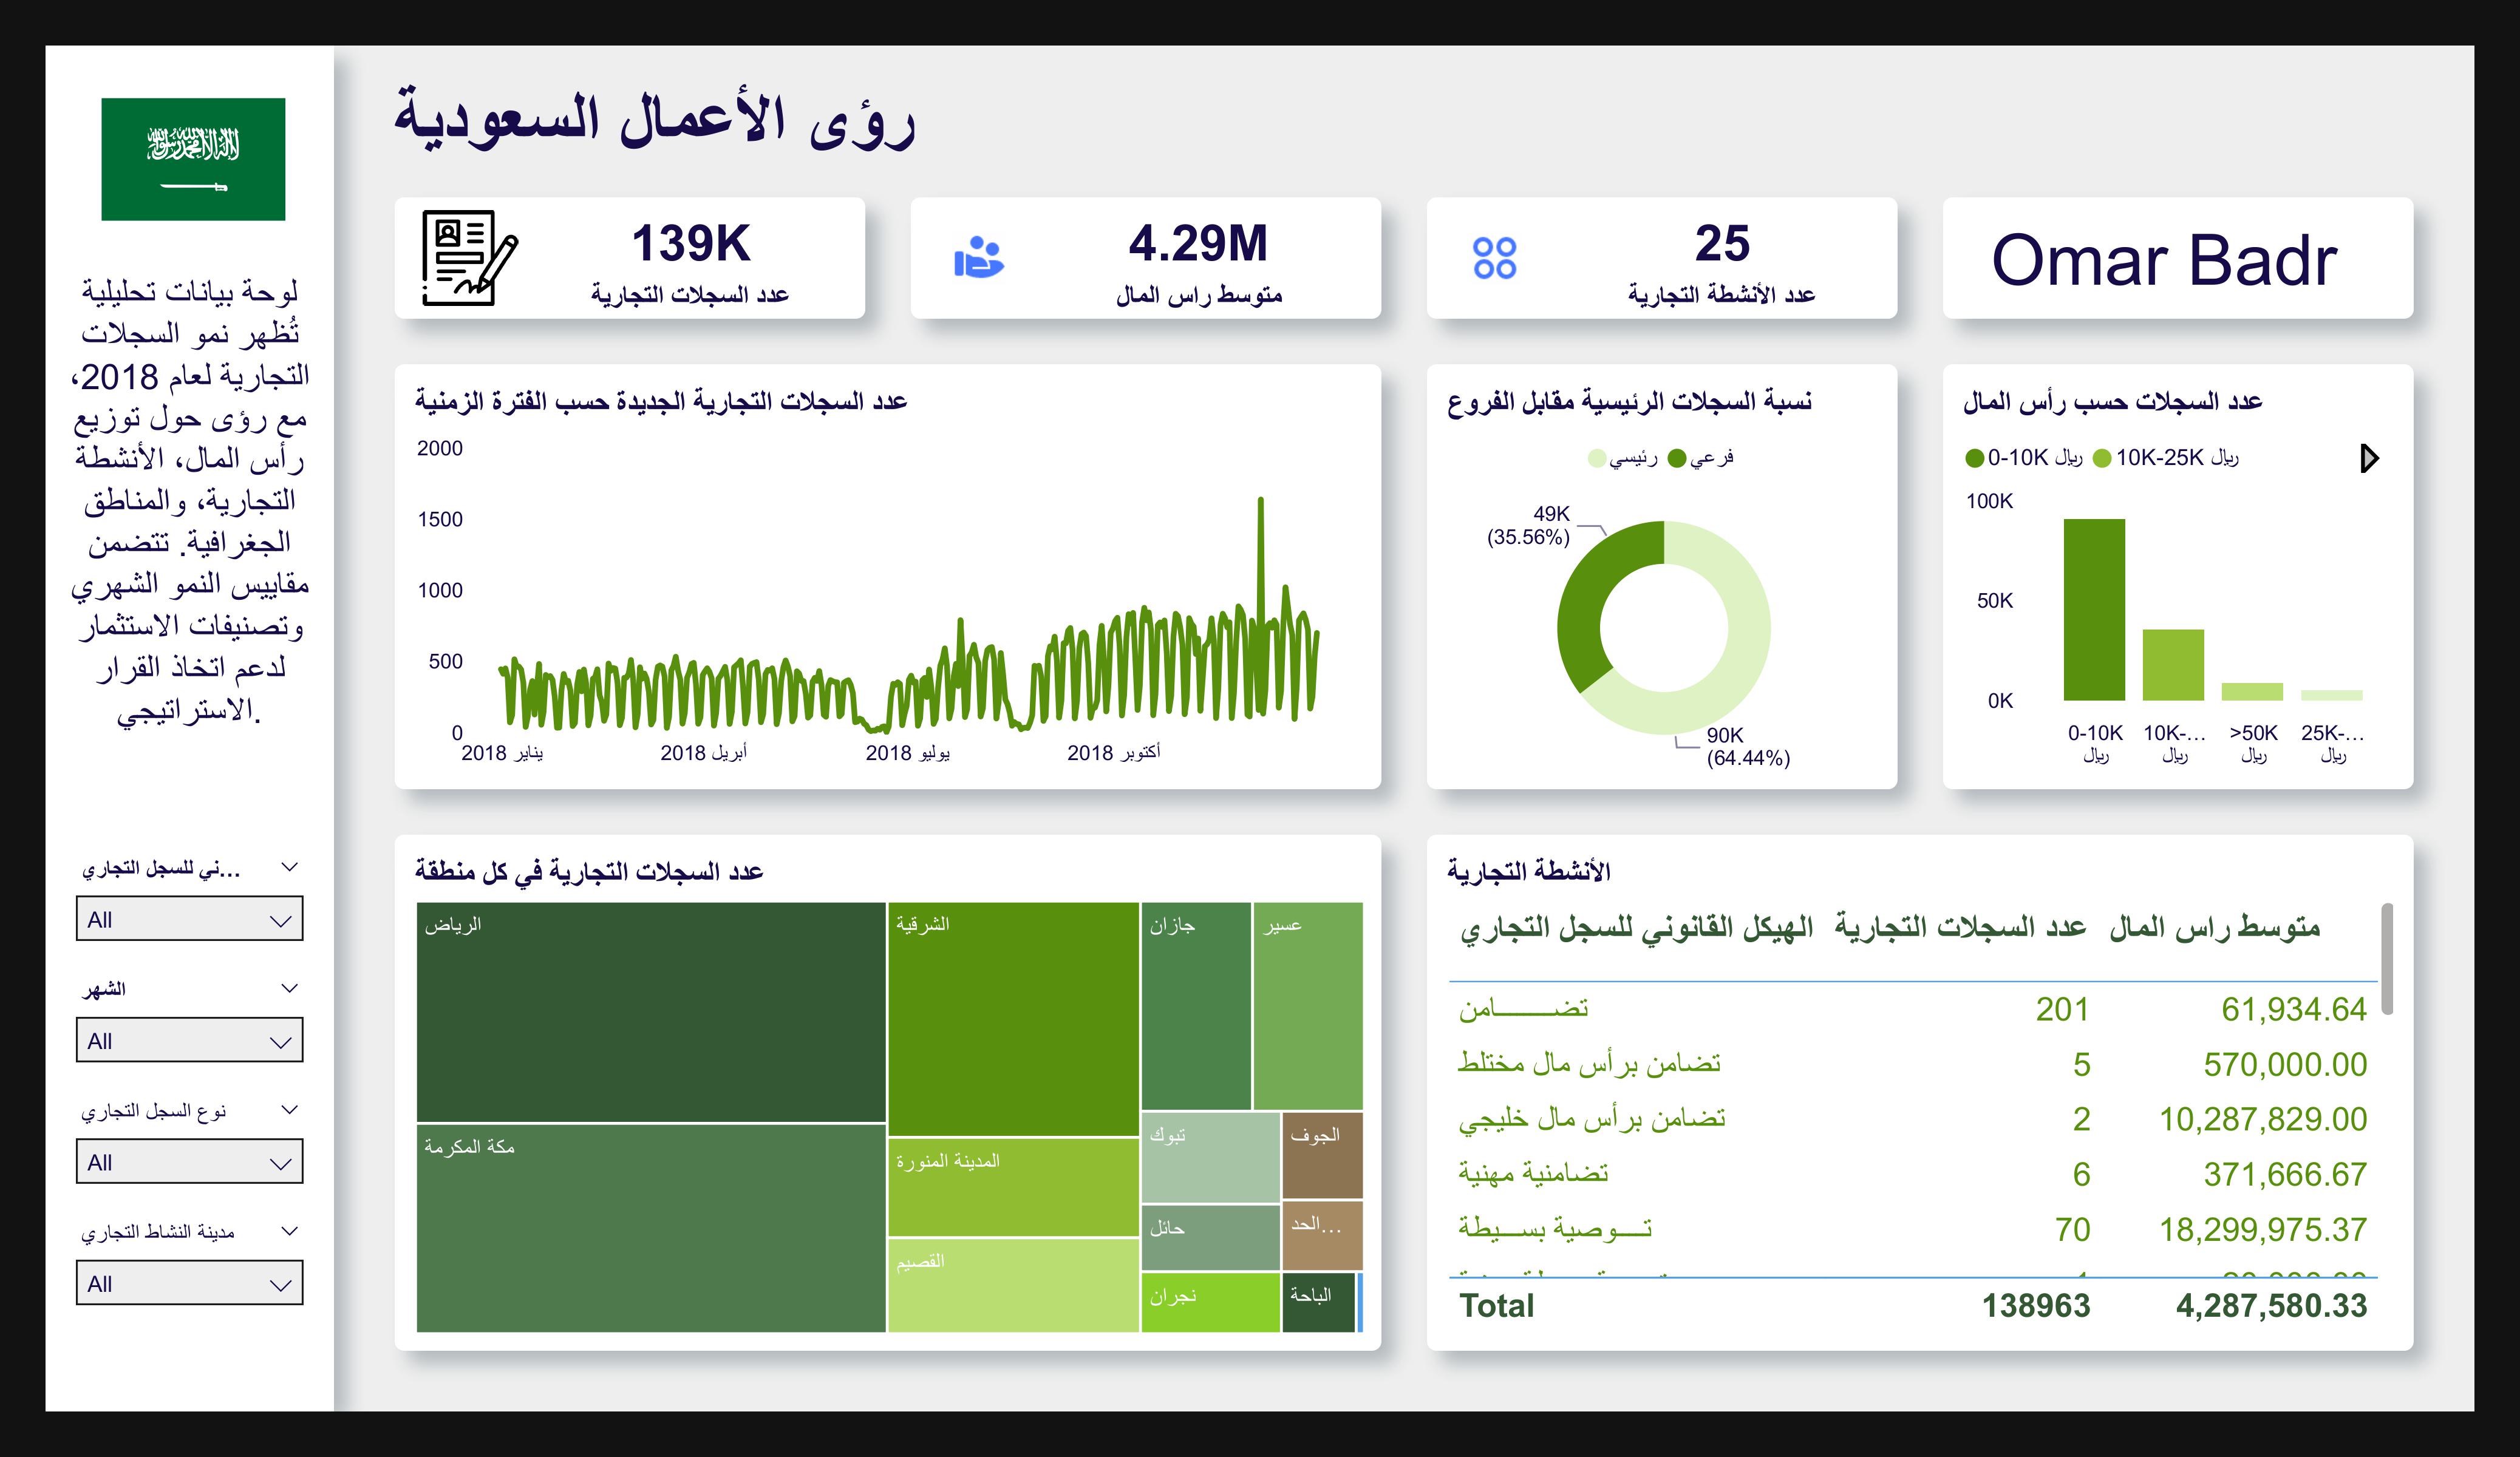 لا إله إلا الله محمد رسول الله
رؤى الأعمال السعودية
لوحة بيانات تحليلية
تُظهر نمو السجلات
التجارية لعام 2018،
مع رؤى حول توزيع
رأس المال، الأنشطة
التجارية، والمناطق
الجغرافية. تتضمن
مقاييس النمو الشهري
وتصنيفات الاستثمار
لدعم اتخاذ القرار
الاستراتيجي.
...ني للسجل التجاري
All
الشهر
All
نوع السجل التجاري
All
مدينة النشاط التجاري
All
139K
عدد السجلات التجارية
4.29M
متوسط راس المال
25
عدد الأنشطة التجارية
Omar Badr
عدد السجلات التجارية الجديدة حسب الفترة الزمنية
2000
1500
1000
500
0
يناير 2018
أبريل 2018
يوليو 2018
أكتوبر 2018
نسبة السجلات الرئيسية مقابل الفروع
رئيسي فرعي
49K
(35.56%)
90K
(64.44%)
عدد السجلات حسب رأس المال
0-10K ريال 10K-25K ريال
100K
50K
0K
0-10K ريال
10K-… ريال
>50K ريال
25K-… ريال
عدد السجلات التجارية في كل منطقة
الرياض
مكة المكرمة
الشرقية
المدينة المنورة
القصيم
جازان
عسير
تبوك
حائل
نجران
الجوف
الحد...
الباحة
الأنشطة التجارية
الهيكل القانوني للسجل التجاري عدد السجلات التجارية متوسط راس المال
تضـــــــامن 201 61,934.64
تضامن برأس مال مختلط 5 570,000.00
تضامن برأس مال خليجي 2 10,287,829.00
تضامنية مهنية 6 371,666.67
تـــوصية بســـيطة 70 18,299,975.37
Total 138963 4,287,580.33